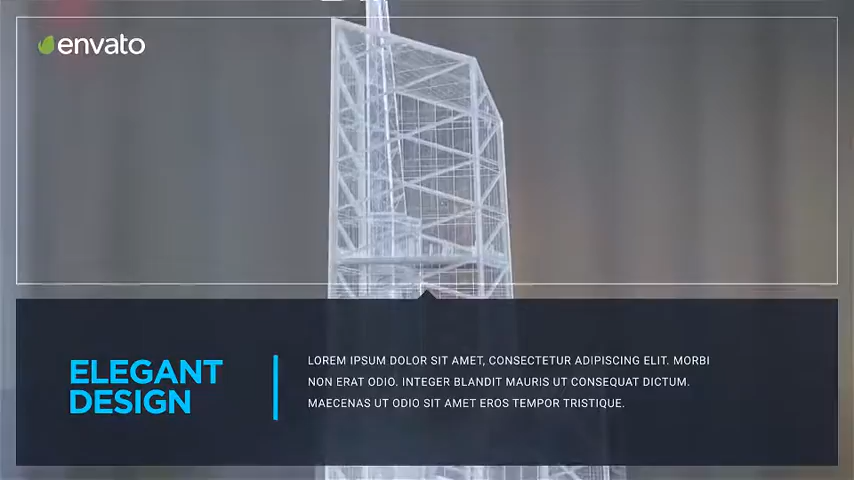 envato
ELEGANT
DESIGN
LOREM IPSUM DOLOR SIT AMET, CONSECTETUR ADIPISCING ELIT. MORBI
NON ERAT ODIO. INTEGER BLANDIT MAURIS UT CONSEQUAT DICTUM.
MAECENAS UT ODIO SIT AMET EROS TEMPOR TRISTIQUE.